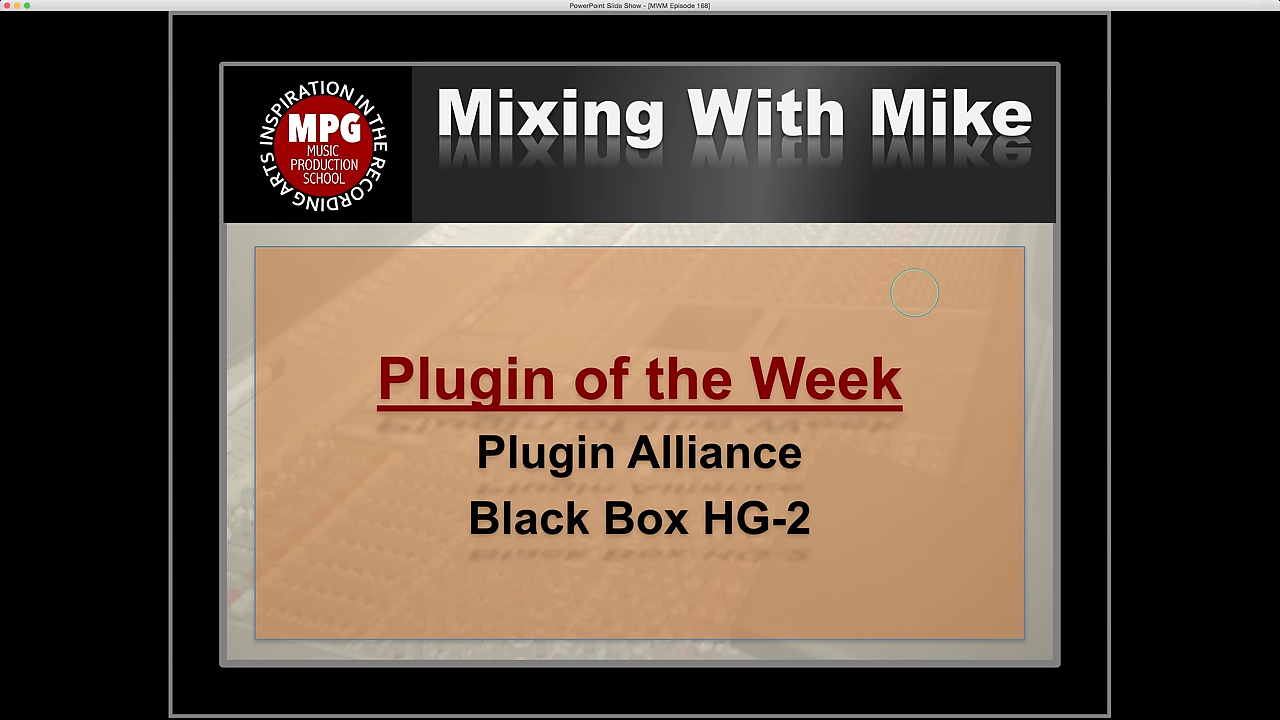 PowerPoint Slide Show - [MWM Episode 168]
INSPIRATION IN THE RECORDING ARTS
MPG
MUSIC
PRODUCTION
SCHOOL
Mixing With Mike
Plugin of the Week
Plugin Alliance
Black Box HG-2